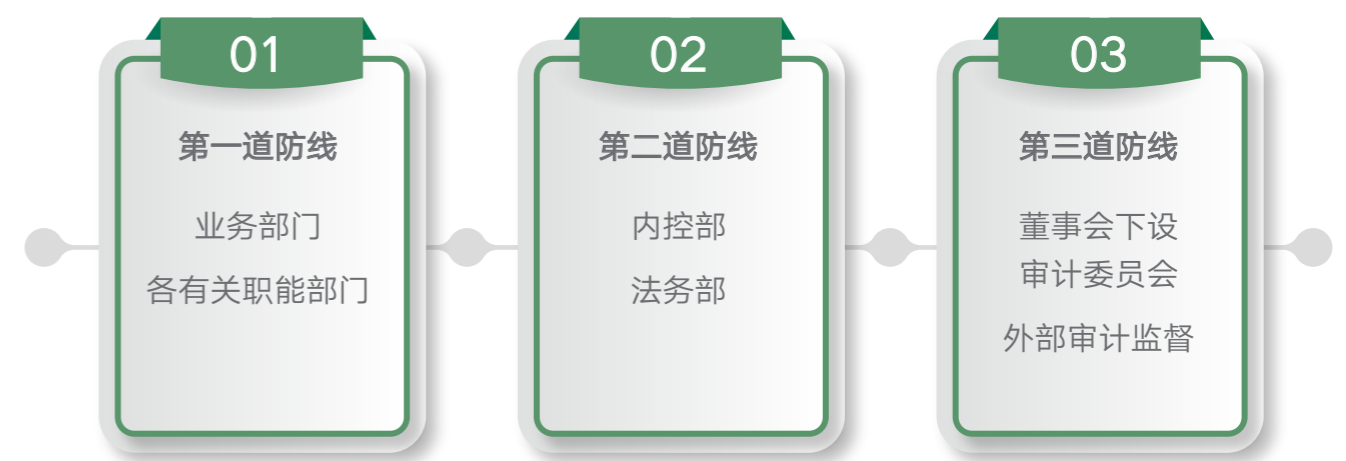 01
第一道防线
业务部门
各有关职能部门
02
第二道防线
内控部
法务部
03
第三道防线
董事会下设
审计委员会
外部审计监督